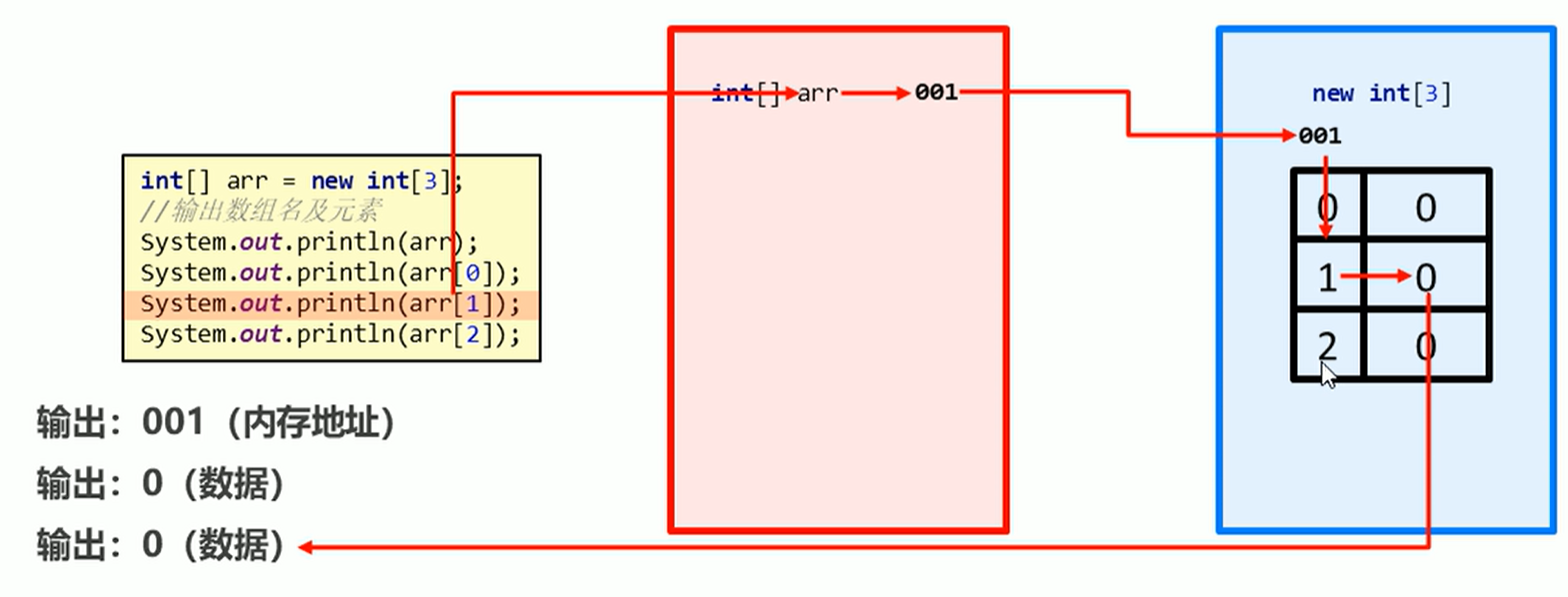 int[] arr = new int[3];
//输出数组名及元素
System.out.println(arr);
System.out.println(arr[0]);
System.out.println(arr[1]);
System.out.println(arr[2]);
输出：001（内存地址）
输出：0（数据）
输出：0（数据）
int[] arr 001
new int[3]
001
0 0
1 0
2 0